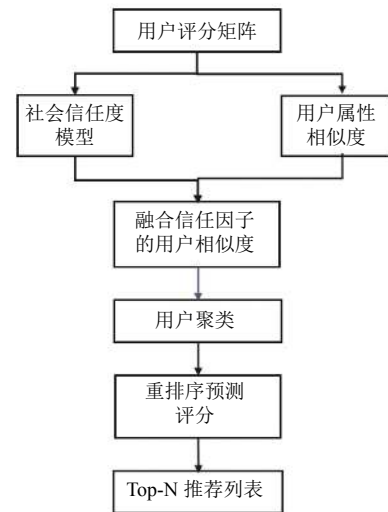 用户评分矩阵
社会信任度
模型
用户属性
相似度
融合信任因子
的用户相似度
用户聚类
重排序预测
评分
Top-N 推荐列表